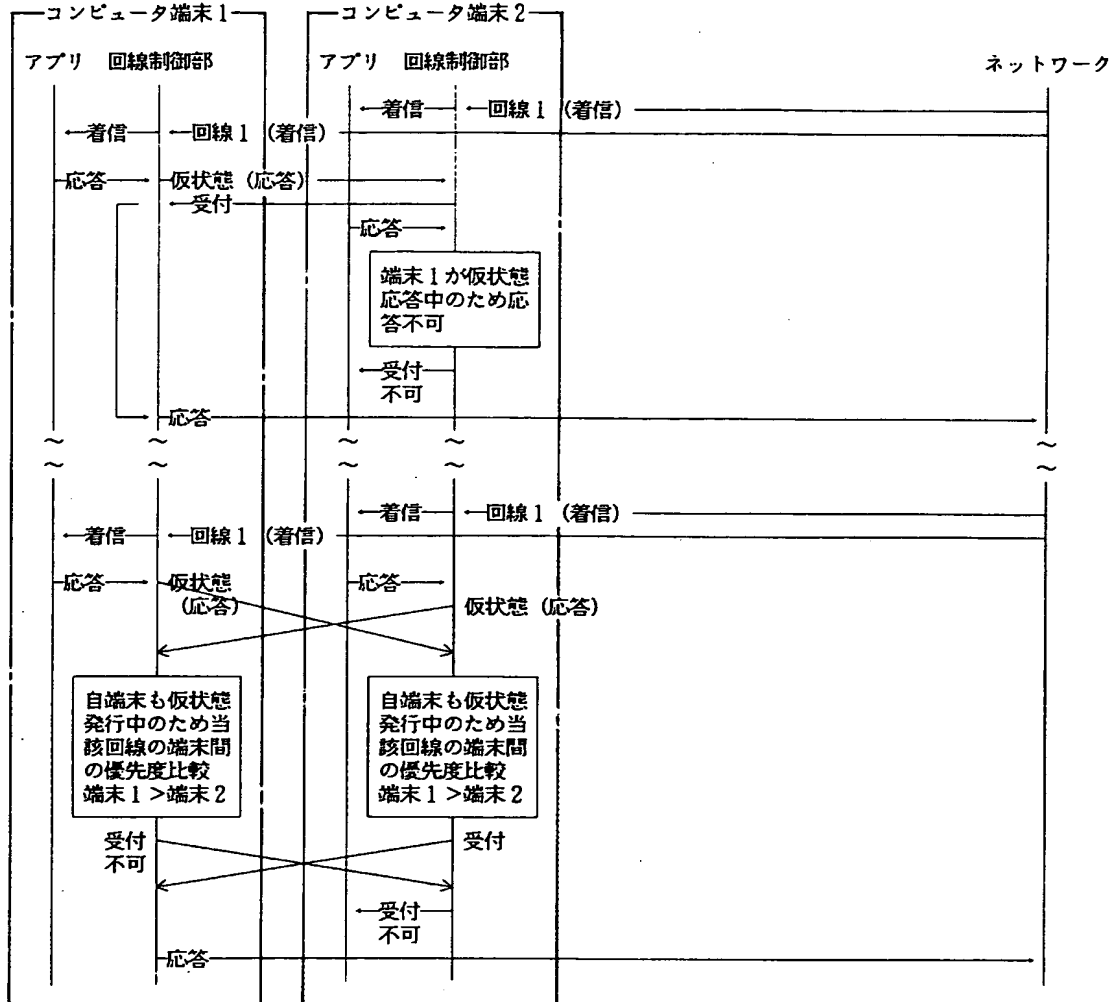 コンピュータ端末1 コンピュータ端末2
アプリ 回線制御部 アプリ 回線制御部 ネットワーク
着信 回線1 (着信)
着信 回線1 (着信)
応答 仮状態 (応答)
受付
応答
端末1が仮状態
応答中のため応
答不可
受付
不可
応答
着信 回線1 (着信)
着信 回線1 (着信)
応答 仮状態 応答
(応答) 仮状態 (応答)
自端末も仮状態 自端末も仮状態
発行中のため当 発行中のため当
該回線の端末間 該回線の端末間
の優先度比較 の優先度比較
端末1>端末2 端末1>端末2
受付 受付
不可
受付
不可
応答